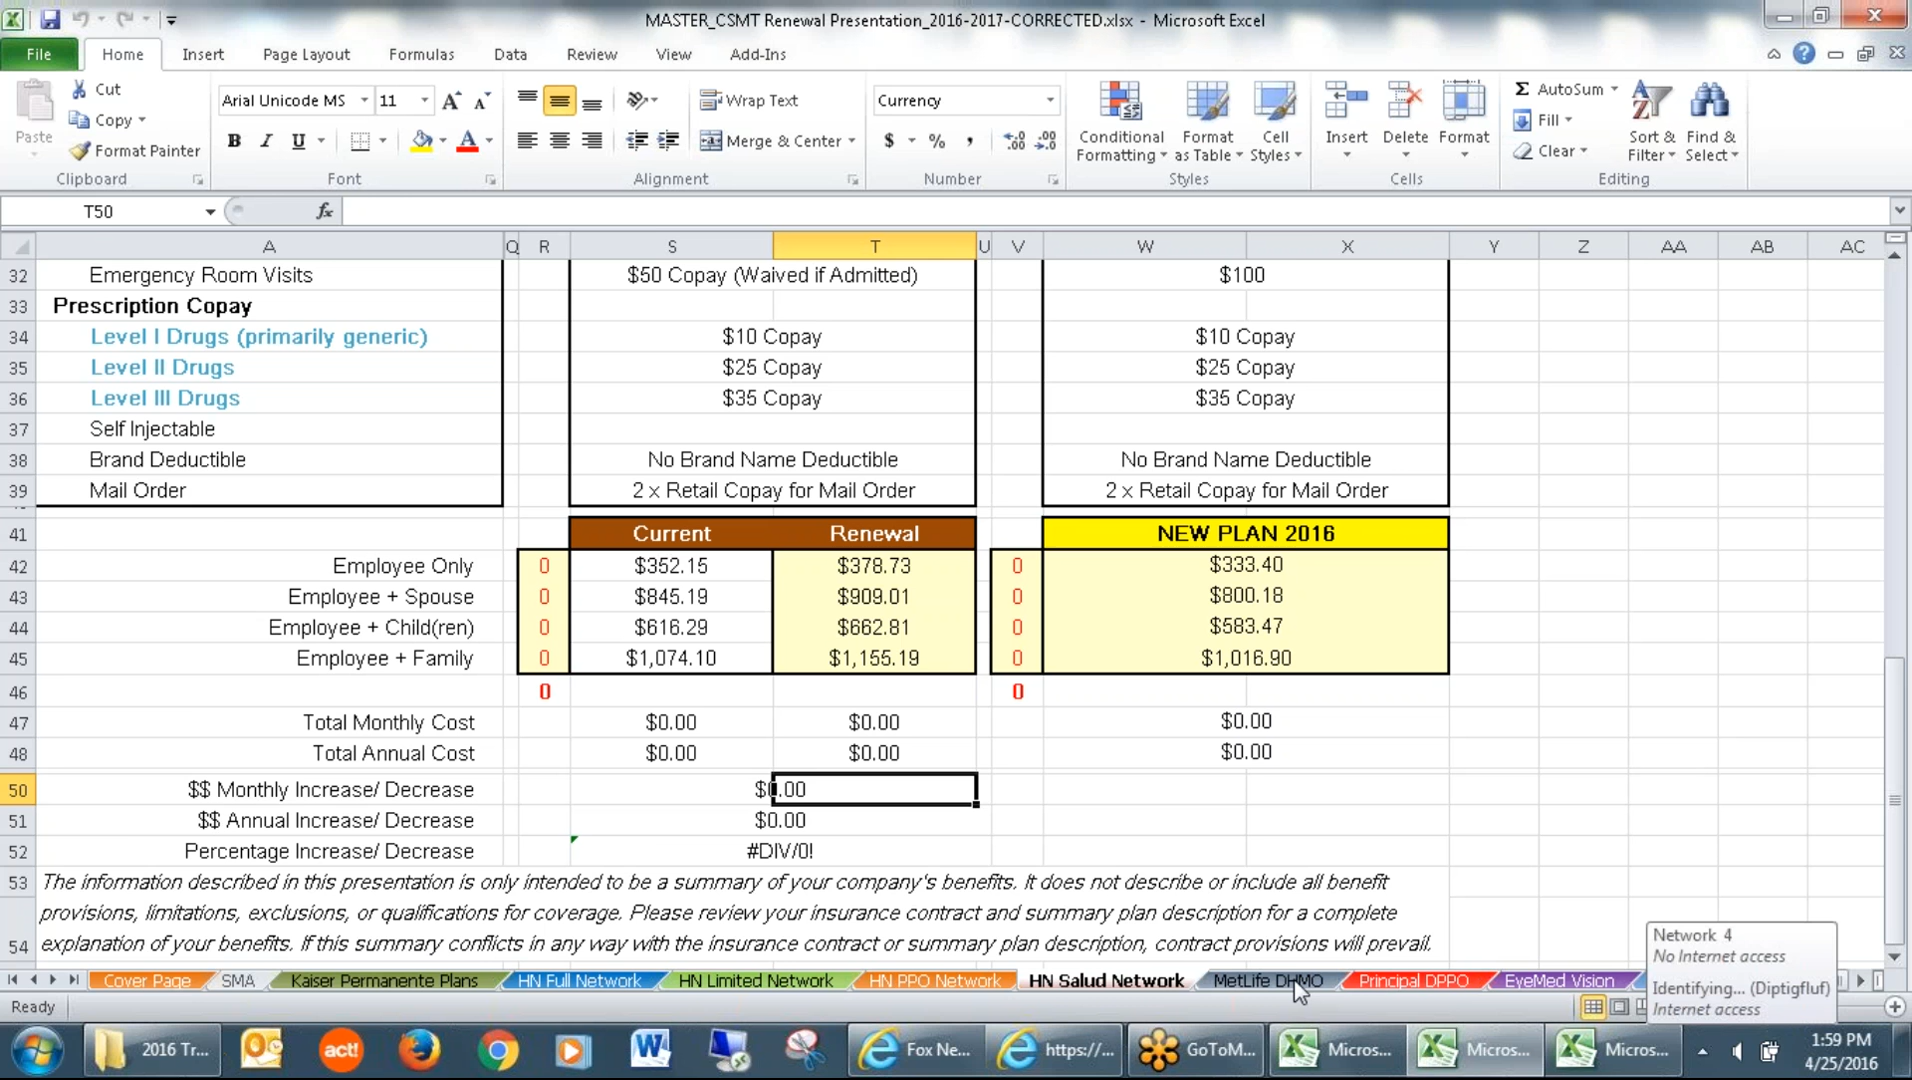 MASTER_CSMT Renewal Presentation_2016-2017-CORRECTED.xlsx - Microsoft Excel
File Home Insert Page Layout Formulas Data Review View Add-Ins
Cut
Copy
Format Painter
Paste
Clipboard
Arial Unicode MS 11
B I U
Font
Wrap Text
Merge & Center
Alignment
Currency
$ % ,
Number
Conditional Formatting
Format as Table
Cell Styles
Styles
Insert Delete Format
Cells
AutoSum
Fill
Clear
Sort & Filter
Find & Select
Editing
T50 fx
A Q R S T U V W X Y Z AA AB AC
32 Emergency Room Visits $50 Copay (Waived if Admitted) $100
33 Prescription Copay
34 Level I Drugs (primarily generic) $10 Copay $10 Copay
35 Level II Drugs $25 Copay $25 Copay
36 Level III Drugs $35 Copay $35 Copay
37 Self Injectable
38 Brand Deductible No Brand Name Deductible No Brand Name Deductible
39 Mail Order 2 x Retail Copay for Mail Order 2 x Retail Copay for Mail Order
41 Current Renewal NEW PLAN 2016
42 Employee Only 0 $352.15 $378.73 0 $333.40
43 Employee + Spouse 0 $845.19 $909.01 0 $800.18
44 Employee + Child(ren) 0 $616.29 $662.81 0 $583.47
45 Employee + Family 0 $1,074.10 $1,155.19 0 $1,016.90
46 0 0
47 Total Monthly Cost $0.00 $0.00 $0.00
48 Total Annual Cost $0.00 $0.00 $0.00
50 $$ Monthly Increase/ Decrease $0.00
51 $$ Annual Increase/ Decrease $0.00
52 Percentage Increase/ Decrease #DIV/0!
53 The information described in this presentation is only intended to be a summary of your company's benefits. It does not describe or include all benefit
provisions, limitations, exclusions, or qualifications for coverage. Please review your insurance contract and summary plan description for a complete
54 explanation of your benefits. If this summary conflicts in any way with the insurance contract or summary plan description, contract provisions will prevail.
Network 4
No Internet access
Identifying... (Diptigfluf)
Internet access
Cover Page SMA Kaiser Permanente Plans HN Full Network HN Limited Network HN PPO Network HN Salud Network MetLife DHMO Principal DPPO EyeMed Vision
Ready
2016 Tr... act! Fox Ne... https://... GoToM... Micros... Micros... Micros...
1:59 PM
4/25/2016